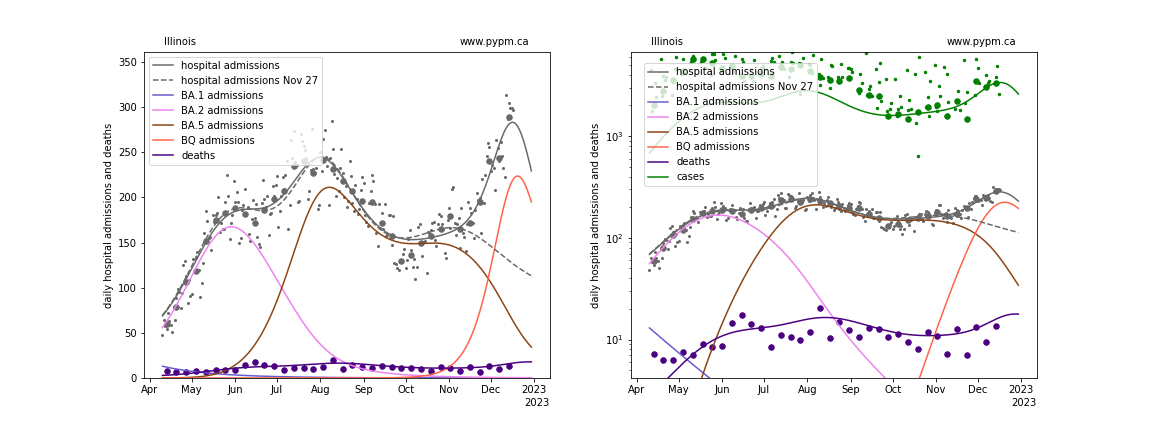 Illinois www.pypm.ca
350
300
250
200
150
100
50
0
daily hospital admissions and deaths
hospital admissions
hospital admissions Nov 27
BA.1 admissions
BA.2 admissions
BA.5 admissions
BQ admissions
deaths
Apr May Jun Jul Aug Sep Oct Nov Dec 2023
2023
Illinois www.pypm.ca
10³
10²
10¹
daily hospital admissions and deaths
hospital admissions
hospital admissions Nov 27
BA.1 admissions
BA.2 admissions
BA.5 admissions
BQ admissions
deaths
cases
Apr May Jun Jul Aug Sep Oct Nov Dec 2023
2023